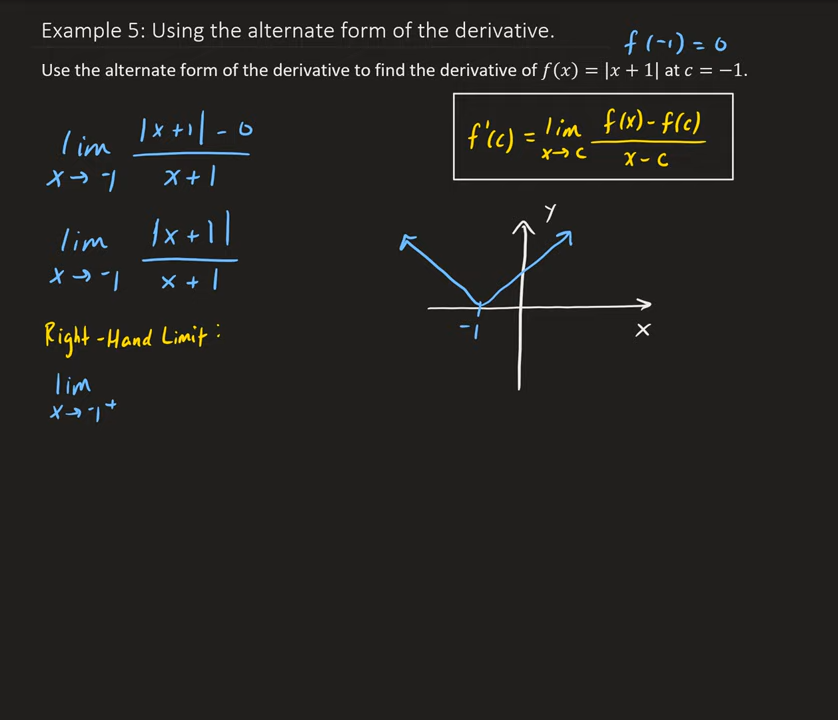 Example 5: Using the alternate form of the derivative.
f(-1) = 0
Use the alternate form of the derivative to find the derivative of f(x) = |x + 1| at c = −1.
f'(c) = lim x→c f(x) - f(c) / x - c
lim x→-1 |x+1| - 0 / x+1
lim x→-1 |x+1| / x+1
y
x
-1
Right-Hand Limit:
lim x→-1+